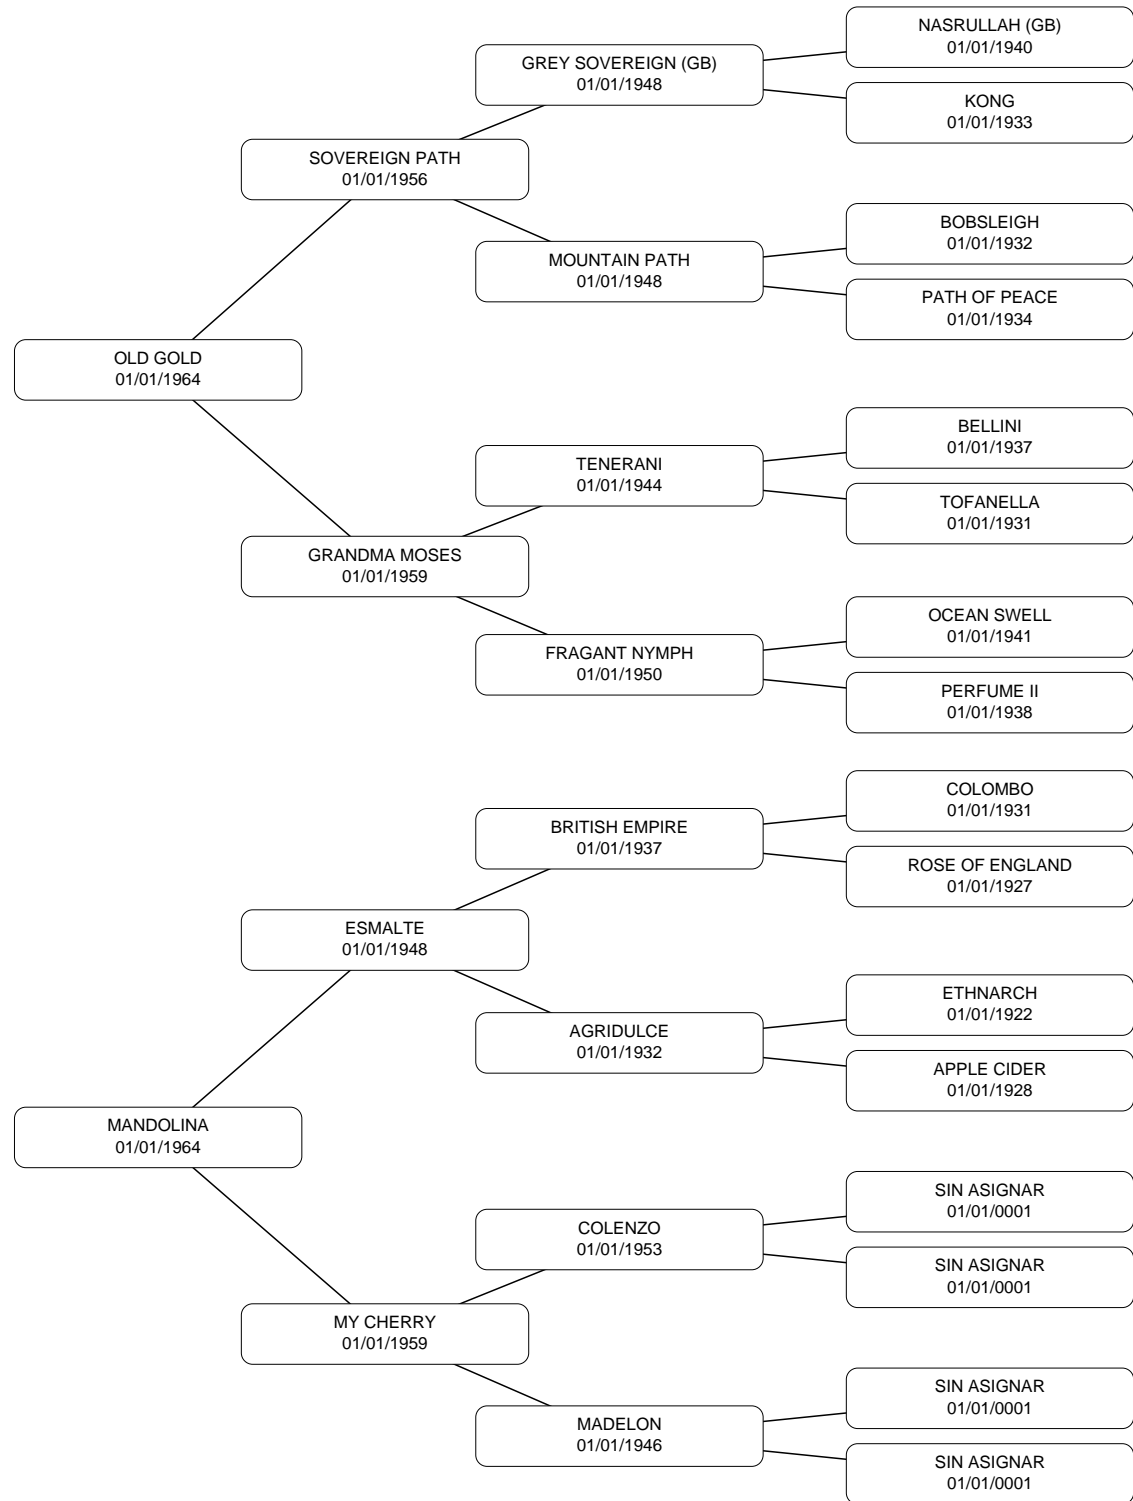 NASRULLAH (GB)
01/01/1940
GREY SOVEREIGN (GB)
01/01/1948
KONG
01/01/1933
SOVEREIGN PATH
01/01/1956
BOBSLEIGH
01/01/1932
MOUNTAIN PATH
01/01/1948
PATH OF PEACE
01/01/1934
OLD GOLD
01/01/1964
BELLINI
01/01/1937
TENERANI
01/01/1944
TOFANELLA
01/01/1931
GRANDMA MOSES
01/01/1959
OCEAN SWELL
01/01/1941
FRAGANT NYMPH
01/01/1950
PERFUME II
01/01/1938
COLOMBO
01/01/1931
BRITISH EMPIRE
01/01/1937
ROSE OF ENGLAND
01/01/1927
ESMALTE
01/01/1948
ETHNARCH
01/01/1922
AGRIDULCE
01/01/1932
APPLE CIDER
01/01/1928
MANDOLINA
01/01/1964
SIN ASIGNAR
01/01/0001
COLENZO
01/01/1953
SIN ASIGNAR
01/01/0001
MY CHERRY
01/01/1959
SIN ASIGNAR
01/01/0001
MADELON
01/01/1946
SIN ASIGNAR
01/01/0001